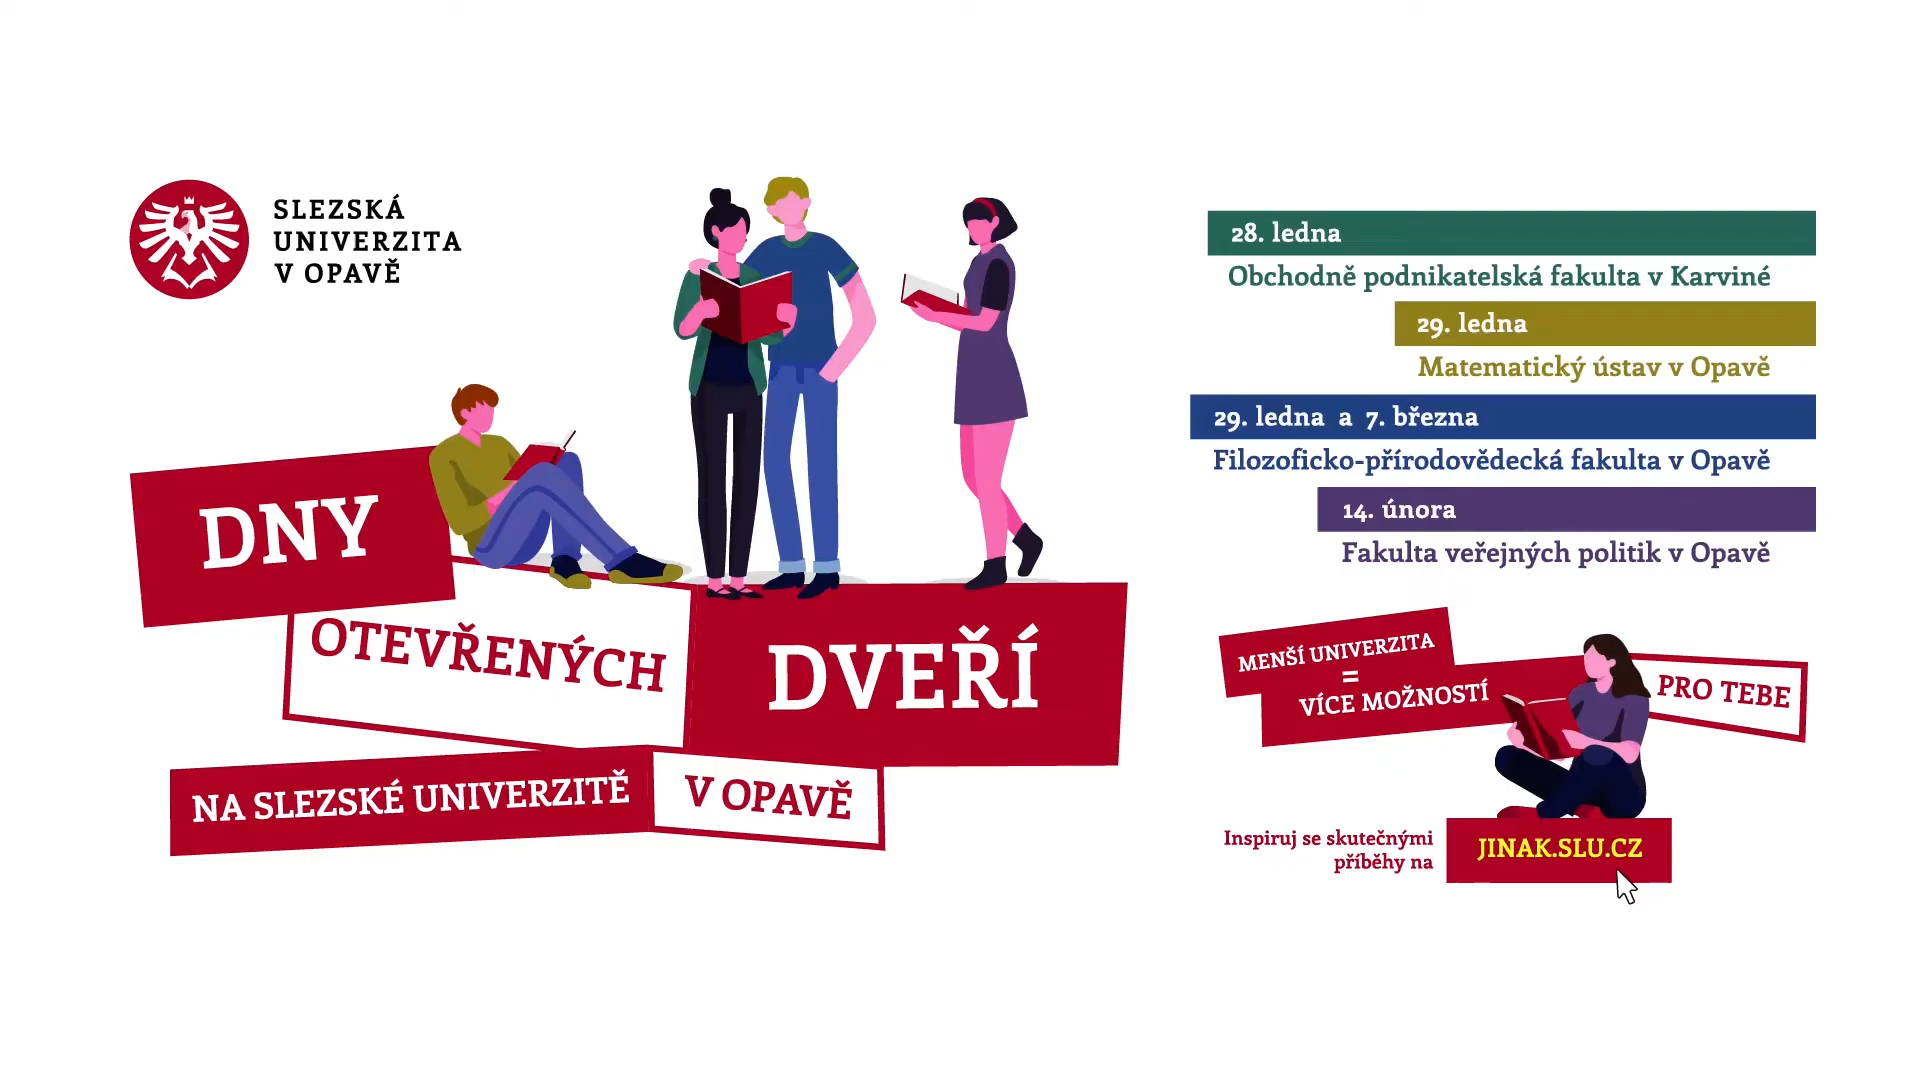 SLEZSKÁ
UNIVERZITA
V OPAVĚ
DNY
OTEVŘENÝCH
DVEŘÍ
NA SLEZSKÉ UNIVERZITĚ
V OPAVĚ
28. ledna
Obchodně podnikatelská fakulta v Karviné
29. ledna
Matematický ústav v Opavě
29. ledna a 7. března
Filozoficko-přírodovědecká fakulta v Opavě
14. února
Fakulta veřejných politik v Opavě
MENŠÍ UNIVERZITA
=
VÍCE MOŽNOSTÍ
PRO TEBE
Inspiruj se skutečnými
příběhy na
JINAK.SLU.CZ